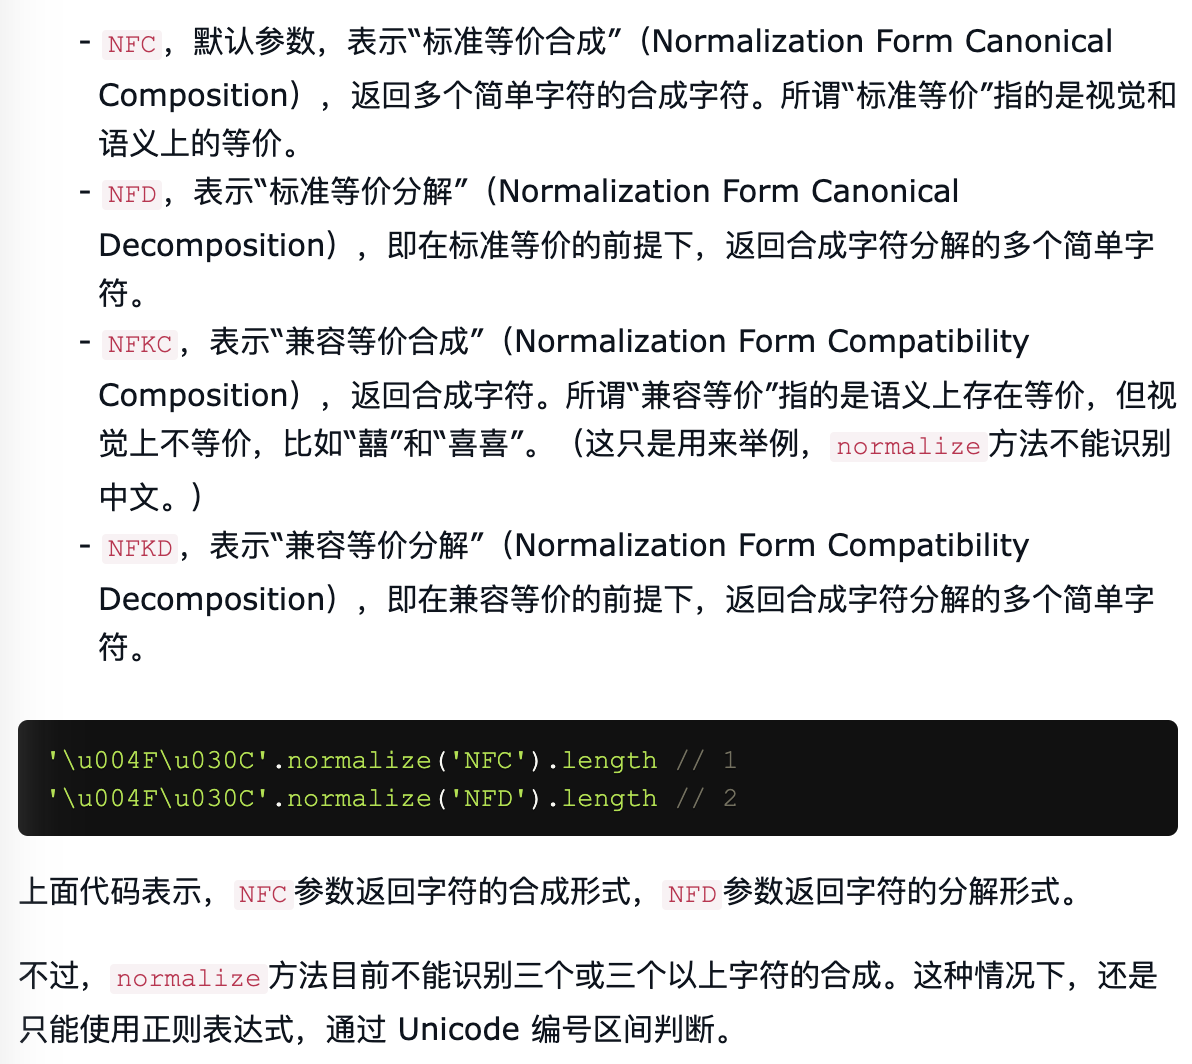 - NFC，默认参数，表示“标准等价合成”（Normalization Form Canonical
Composition），返回多个简单字符的合成字符。所谓“标准等价”指的是视觉和
语义上的等价。
- NFD，表示“标准等价分解”（Normalization Form Canonical
Decomposition），即在标准等价的前提下，返回合成字符分解的多个简单字
符。
- NFKC，表示“兼容等价合成”（Normalization Form Compatibility
Composition），返回合成字符。所谓“兼容等价”指的是语义上存在等价，但视
觉上不等价，比如“囍”和“喜喜”。（这只是用来举例，normalize方法不能识别
中文。）
- NFKD，表示“兼容等价分解”（Normalization Form Compatibility
Decomposition），即在兼容等价的前提下，返回合成字符分解的多个简单字
符。
'\u004F\u030C'.normalize('NFC').length // 1
'\u004F\u030C'.normalize('NFD').length // 2
上面代码表示，NFC参数返回字符的合成形式，NFD参数返回字符的分解形式。
不过，normalize方法目前不能识别三个或三个以上字符的合成。这种情况下，还是
只能使用正则表达式，通过 Unicode 编号区间判断。